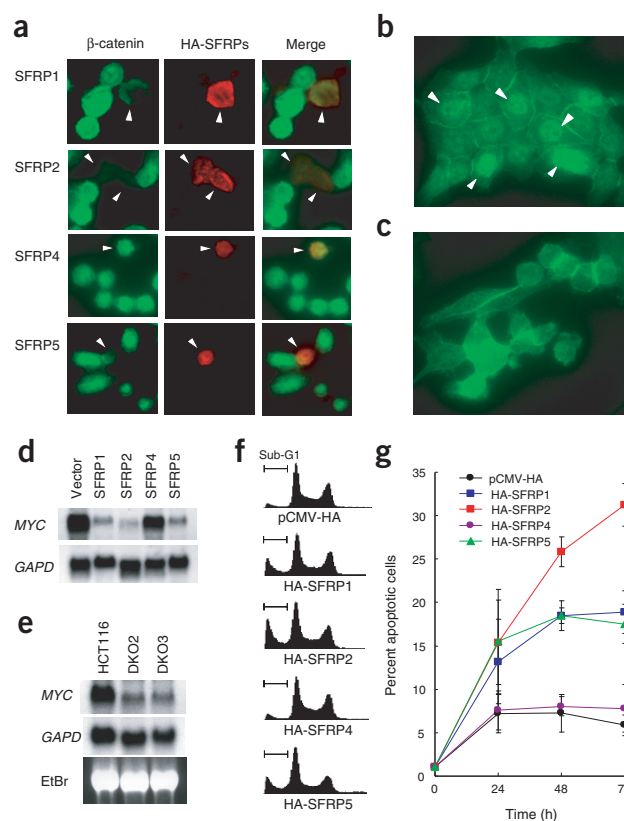 a
β-catenin HA-SFRPs Merge
SFRP1
SFRP2
SFRP4
SFRP5
b
c
d
Vector SFRP1 SFRP2 SFRP4 SFRP5
MYC
GAPD
e
HCT116 DKO2 DKO3
MYC
GAPD
EtBr
f
Sub-G1
pCMV-HA
HA-SFRP1
HA-SFRP2
HA-SFRP4
HA-SFRP5
g
pCMV-HA
HA-SFRP1
HA-SFRP2
HA-SFRP4
HA-SFRP5
Percent apoptotic cells
35
30
25
20
15
10
5
0
0 24 48 7
Time (h)